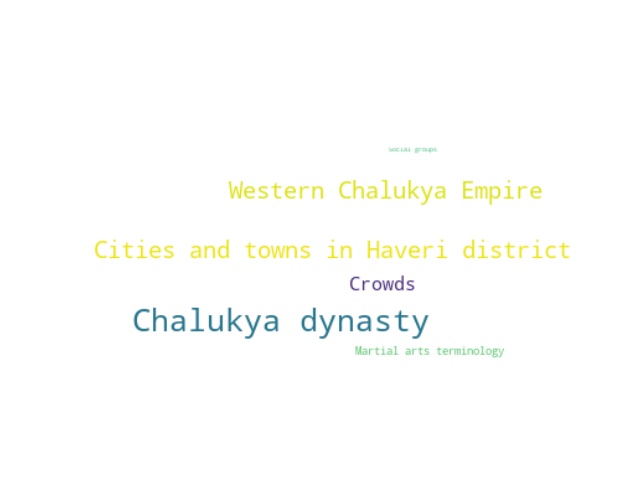 social groups
Western Chalukya Empire
Cities and towns in Haveri district
Crowds
Chalukya dynasty
Martial arts terminology